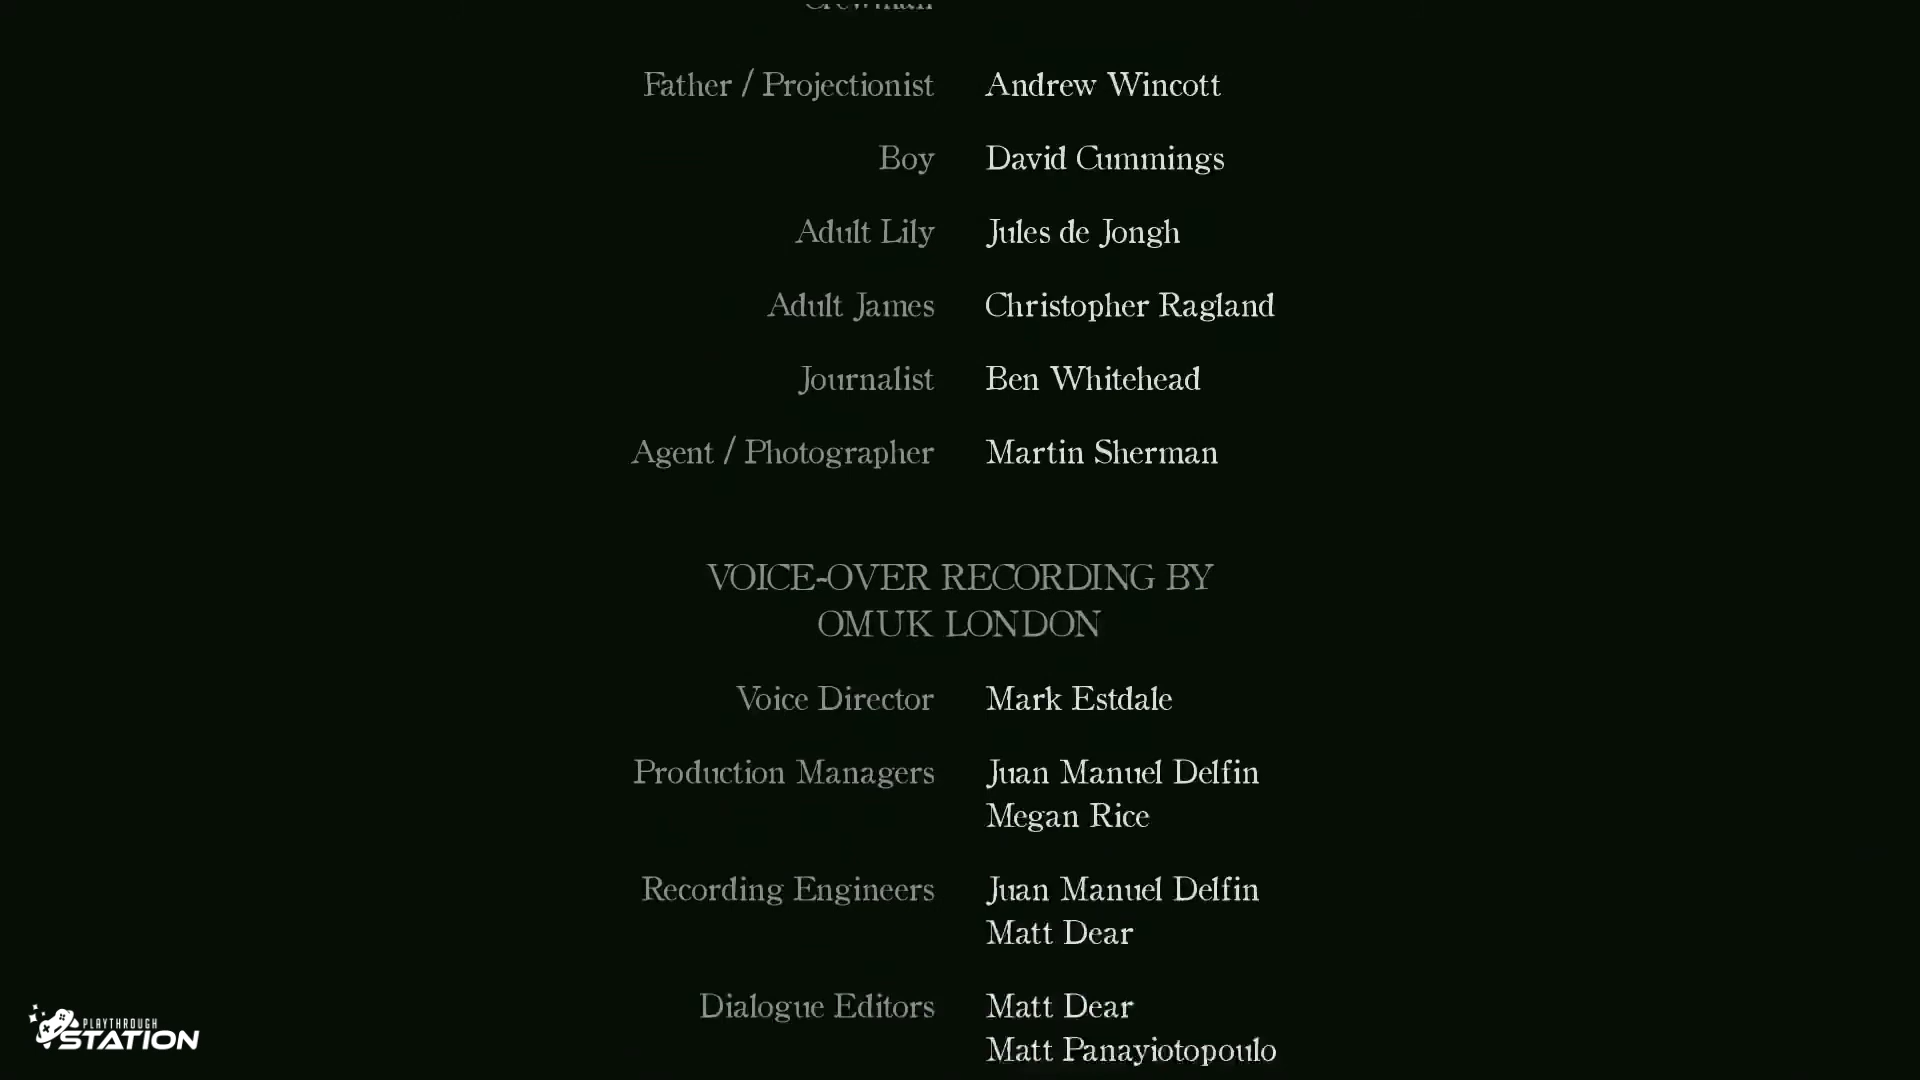 Crewman
Father / Projectionist Andrew Wincott
Boy David Cummings
Adult Lily Jules de Jongh
Adult James Christopher Ragland
Journalist Ben Whitehead
Agent / Photographer Martin Sherman
VOICE-OVER RECORDING BY
OMUK LONDON
Voice Director Mark Estdale
Production Managers Juan Manuel Delfin
Megan Rice
Recording Engineers Juan Manuel Delfin
Matt Dear
Dialogue Editors Matt Dear
Matt Panayiotopoulo
PLAYTHROUGH
STATION